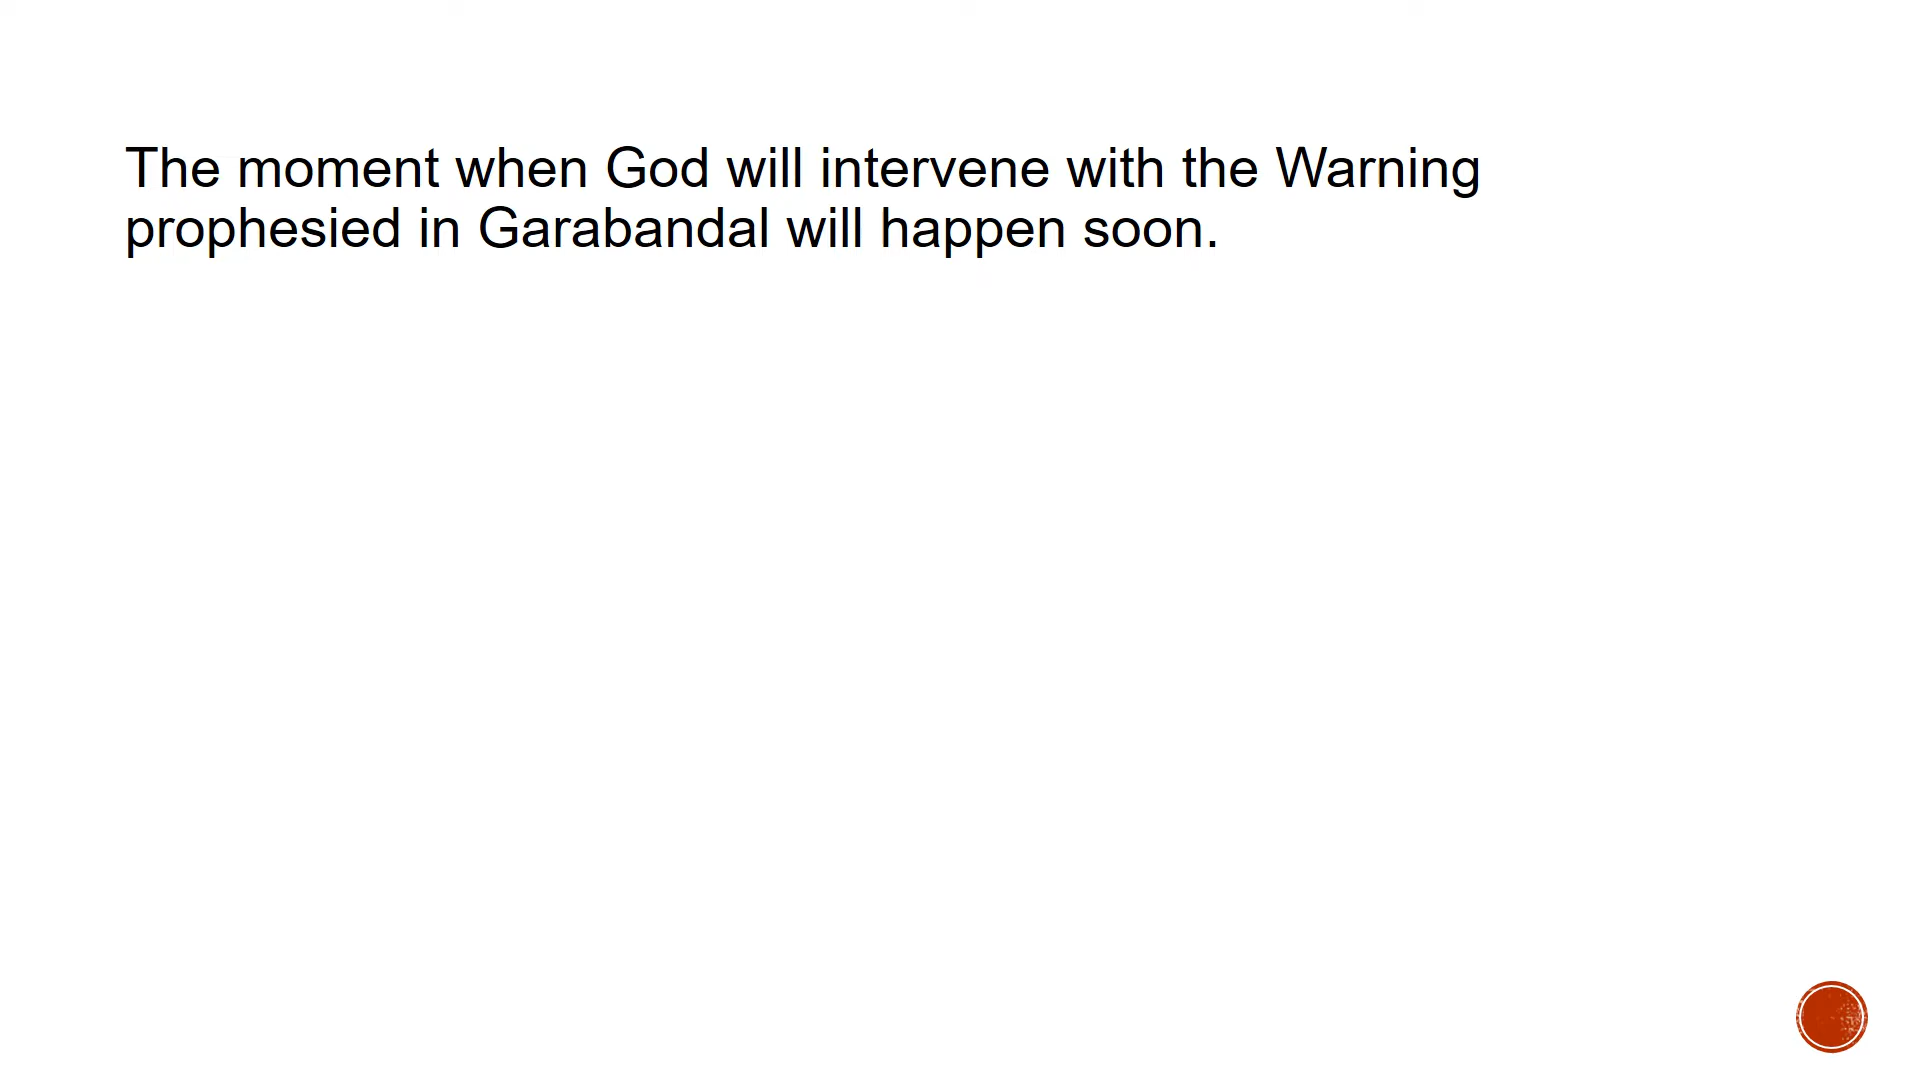 The moment when God will intervene with the Warning
prophesied in Garabandal will happen soon.